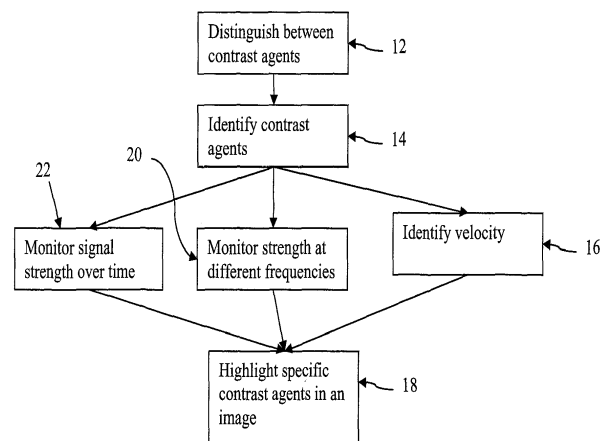 Distinguish between
contrast agents
12
Identify contrast
agents
14
20
22
Monitor signal
strength over time
Monitor strength at
different frequencies
Identify velocity
16
Highlight specific
contrast agents in an
image
18